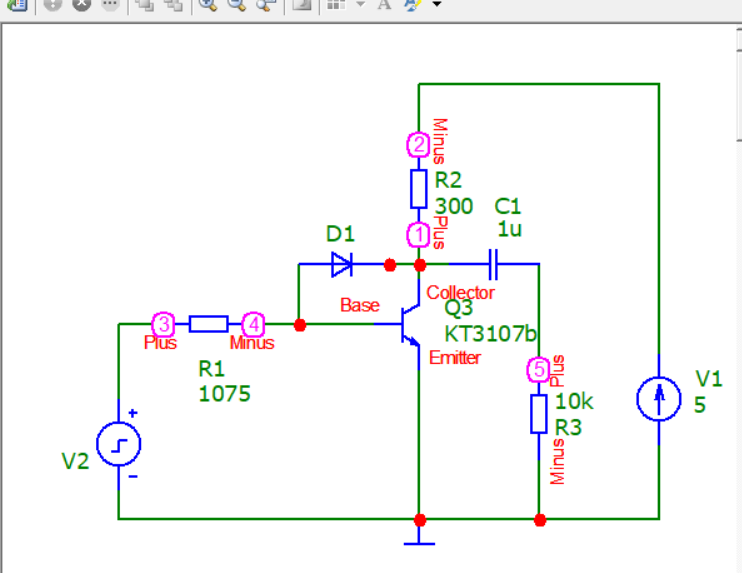 Minus
2
R2
300
Plus
1
C1
1u
D1
Collector
Base
Q3
KT3107b
3
4
Plus
Minus
Emitter
R1
1075
5
Plus
V1
5
10k
R3
+
V2
-
Minus